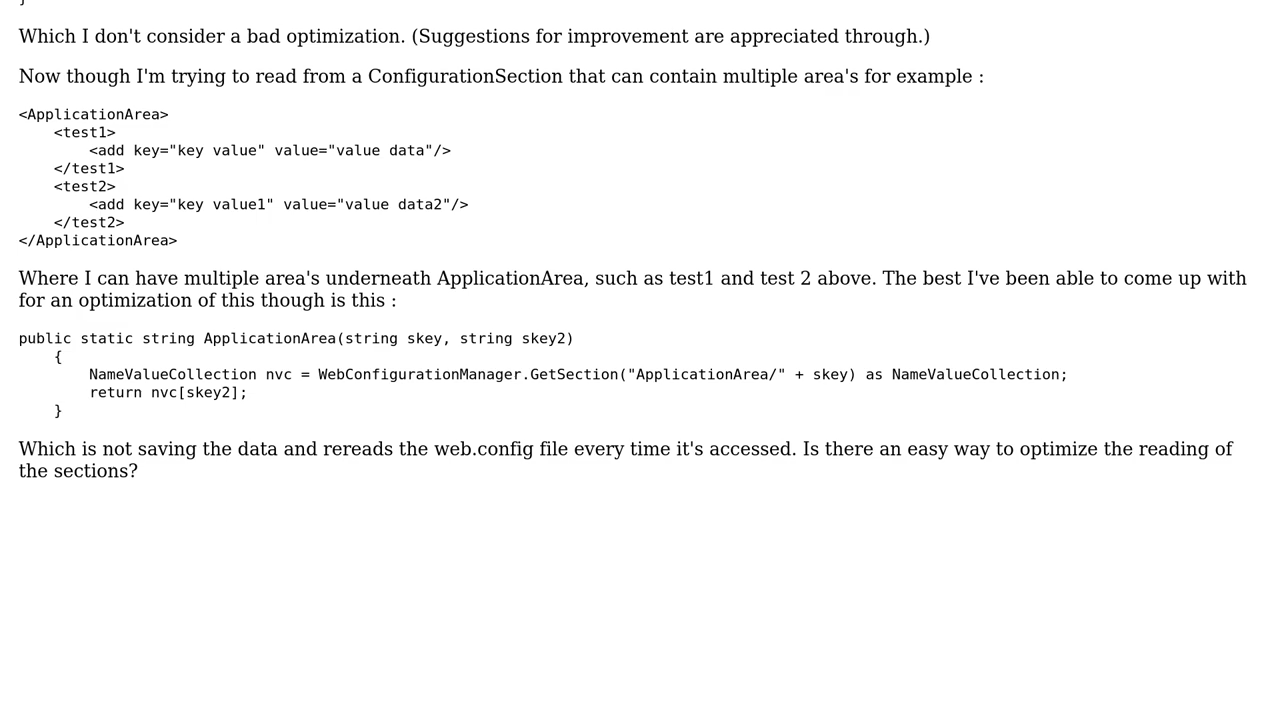 }
Which I don't consider a bad optimization. (Suggestions for improvement are appreciated through.)
Now though I'm trying to read from a ConfigurationSection that can contain multiple area's for example :
<ApplicationArea>
    <test1>
        <add key="key value" value="value data"/>
    </test1>
    <test2>
        <add key="key value1" value="value data2"/>
    </test2>
</ApplicationArea>
Where I can have multiple area's underneath ApplicationArea, such as test1 and test 2 above. The best I've been able to come up with
for an optimization of this though is this :
public static string ApplicationArea(string skey, string skey2)
    {
        NameValueCollection nvc = WebConfigurationManager.GetSection("ApplicationArea/" + skey) as NameValueCollection;
        return nvc[skey2];
    }
Which is not saving the data and rereads the web.config file every time it's accessed. Is there an easy way to optimize the reading of
the sections?